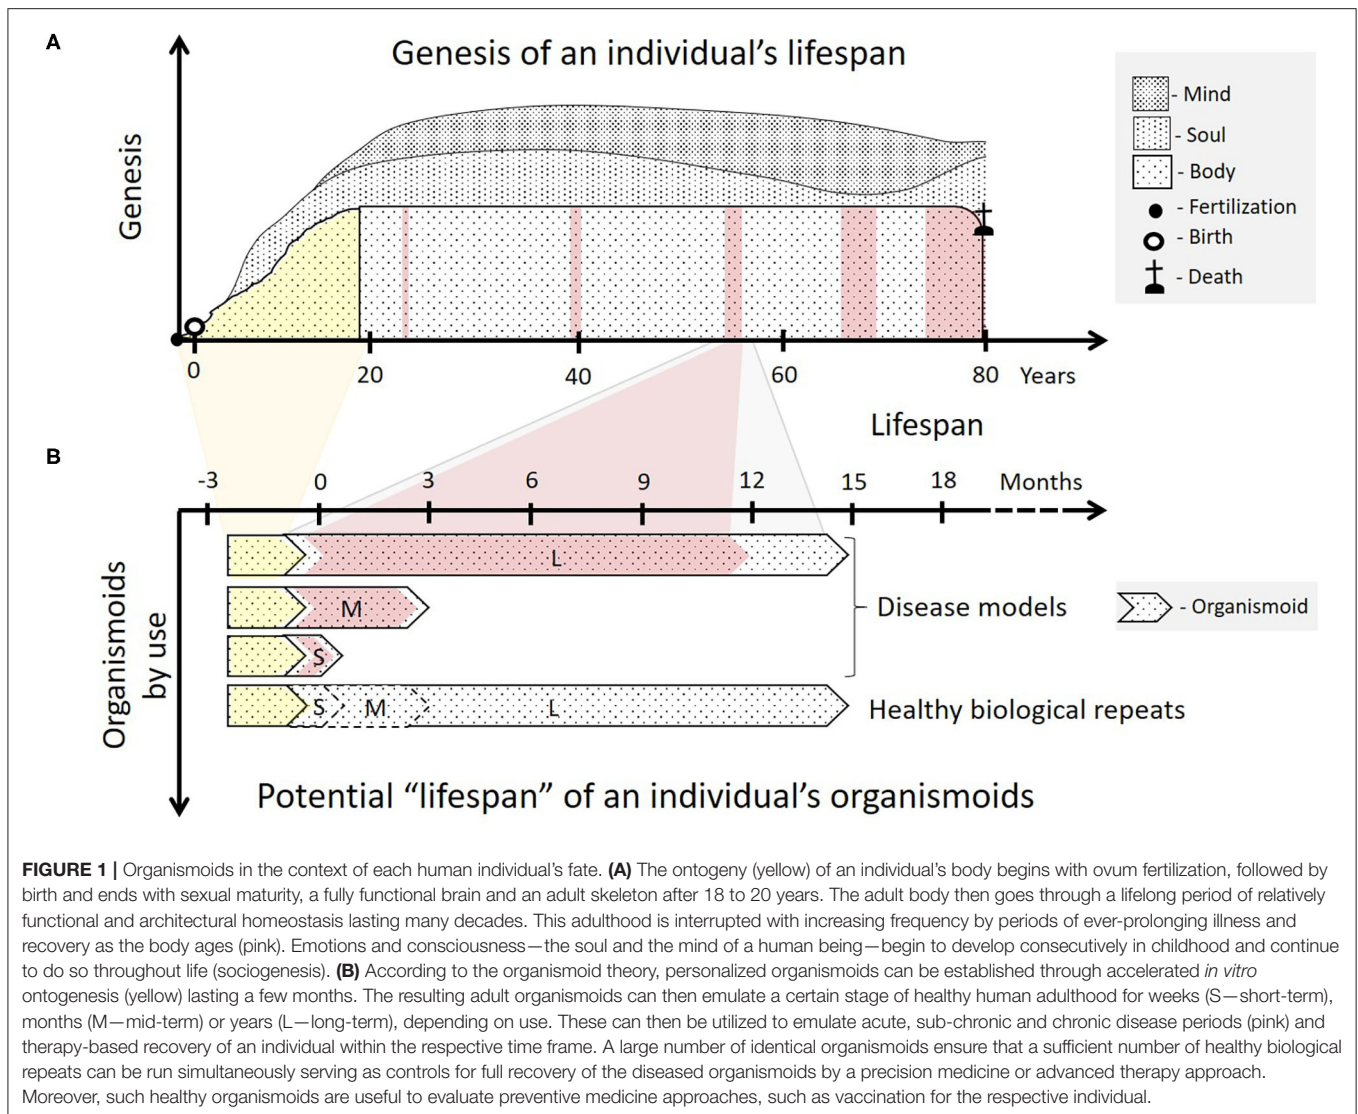 A
Genesis of an individual’s lifespan
Genesis
- Mind
- Soul
- Body
- Fertilization
- Birth
- Death
0
20
40
60
80
Years
Lifespan
B
-3
0
3
6
9
12
15
18
Months
Organismoids
by use
L
M
S
Disease models
- Organismoid
S
M
L
Healthy biological repeats
Potential “lifespan” of an individual’s organismoids
FIGURE 1 | Organismoids in the context of each human individual’s fate. (A) The ontogeny (yellow) of an individual’s body begins with ovum fertilization, followed by
birth and ends with sexual maturity, a fully functional brain and an adult skeleton after 18 to 20 years. The adult body then goes through a lifelong period of relatively
functional and architectural homeostasis lasting many decades. This adulthood is interrupted with increasing frequency by periods of ever-prolonging illness and
recovery as the body ages (pink). Emotions and consciousness—the soul and the mind of a human being—begin to develop consecutively in childhood and continue
to do so throughout life (sociogenesis). (B) According to the organismoid theory, personalized organismoids can be established through accelerated in vitro
ontogenesis (yellow) lasting a few months. The resulting adult organismoids can then emulate a certain stage of healthy human adulthood for weeks (S—short-term),
months (M—mid-term) or years (L—long-term), depending on use. These can then be utilized to emulate acute, sub-chronic and chronic disease periods (pink) and
therapy-based recovery of an individual within the respective time frame. A large number of identical organismoids ensure that a sufficient number of healthy biological
repeats can be run simultaneously serving as controls for full recovery of the diseased organismoids by a precision medicine or advanced therapy approach.
Moreover, such healthy organismoids are useful to evaluate preventive medicine approaches, such as vaccination for the respective individual.